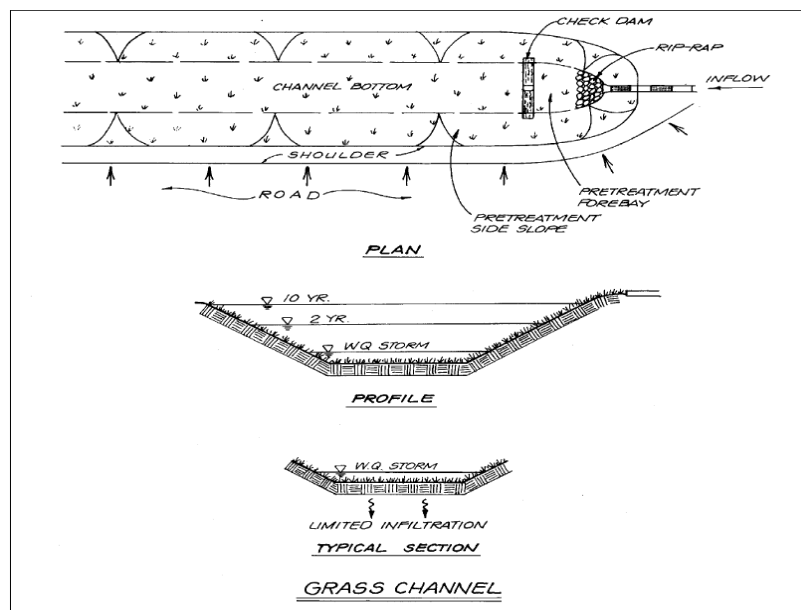 CHECK DAM
RIP-RAP
INFLOW
CHANNEL BOTTOM
SHOULDER
ROAD
PRETREATMENT
FOREBAY
PRETREATMENT
SIDE SLOPE
PLAN
10 YR.
2 YR.
WQ STORM
PROFILE
W.Q. STORM
LIMITED INFILTRATION
TYPICAL SECTION
GRASS CHANNEL